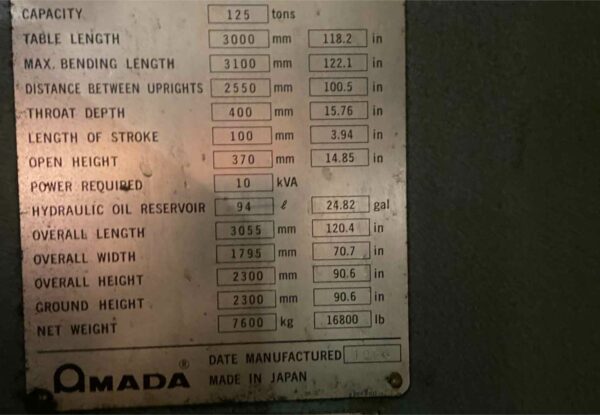 CAPACITY 125 tons
TABLE LENGTH 3000 mm 118.2 in
MAX. BENDING LENGTH 3100 mm 122.1 in
DISTANCE BETWEEN UPRIGHTS 2550 mm 100.5 in
THROAT DEPTH 400 mm 15.76 in
LENGTH OF STROKE 100 mm 3.94 in
OPEN HEIGHT 370 mm 14.85 in
POWER REQUIRED 10 kVA
HYDRAULIC OIL RESERVOIR 94 ℓ 24.82 gal
OVERALL LENGTH 3055 mm 120.4 in
OVERALL WIDTH 1795 mm 70.7 in
OVERALL HEIGHT 2300 mm 90.6 in
GROUND HEIGHT 2300 mm 90.6 in
NET WEIGHT 7600 kg 16800 lb
DATE MANUFACTURED
AMADA ® MADE IN JAPAN